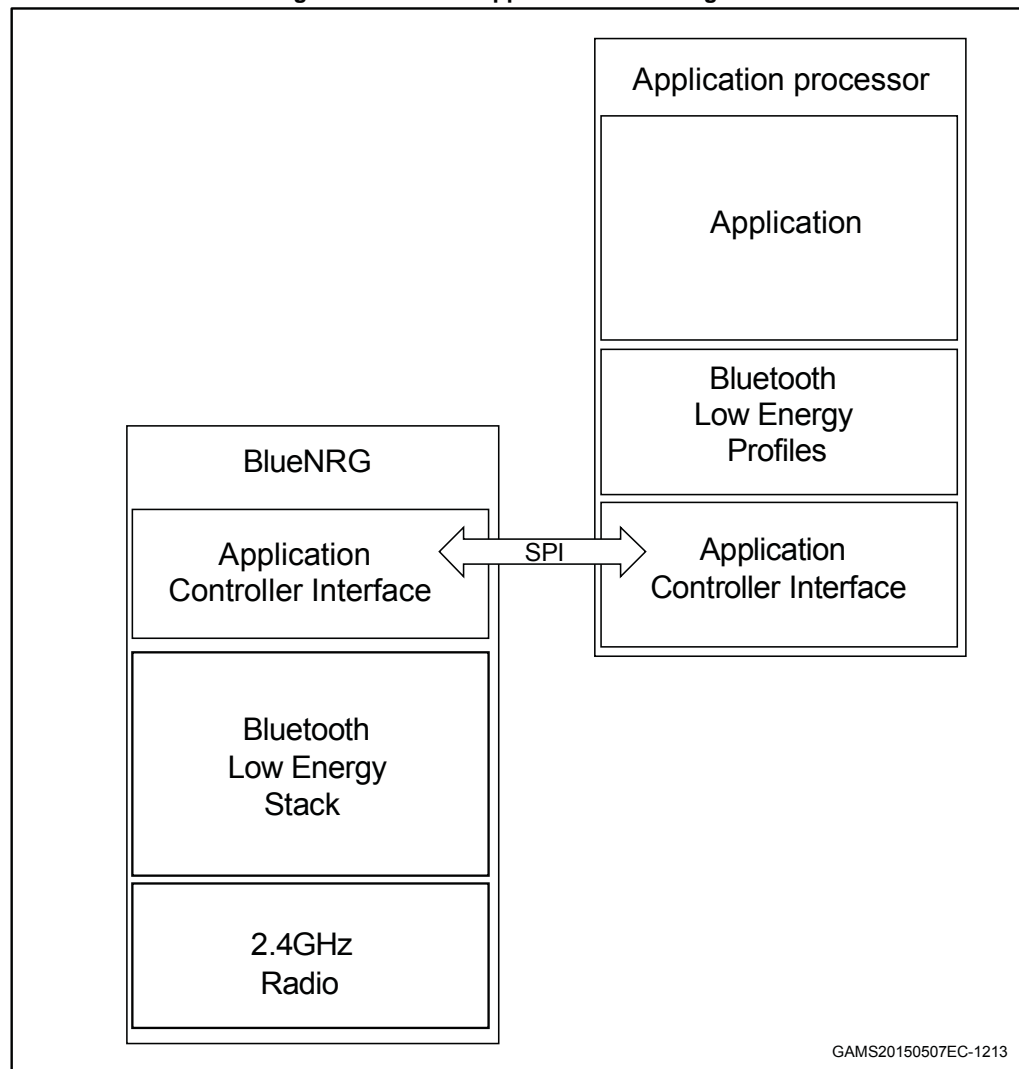 Application processor
Application
Bluetooth
Low Energy
Profiles
BlueNRG
Application
Controller Interface
SPI
Application
Controller Interface
Bluetooth
Low Energy
Stack
2.4GHz
Radio
GAMS20150507EC-1213